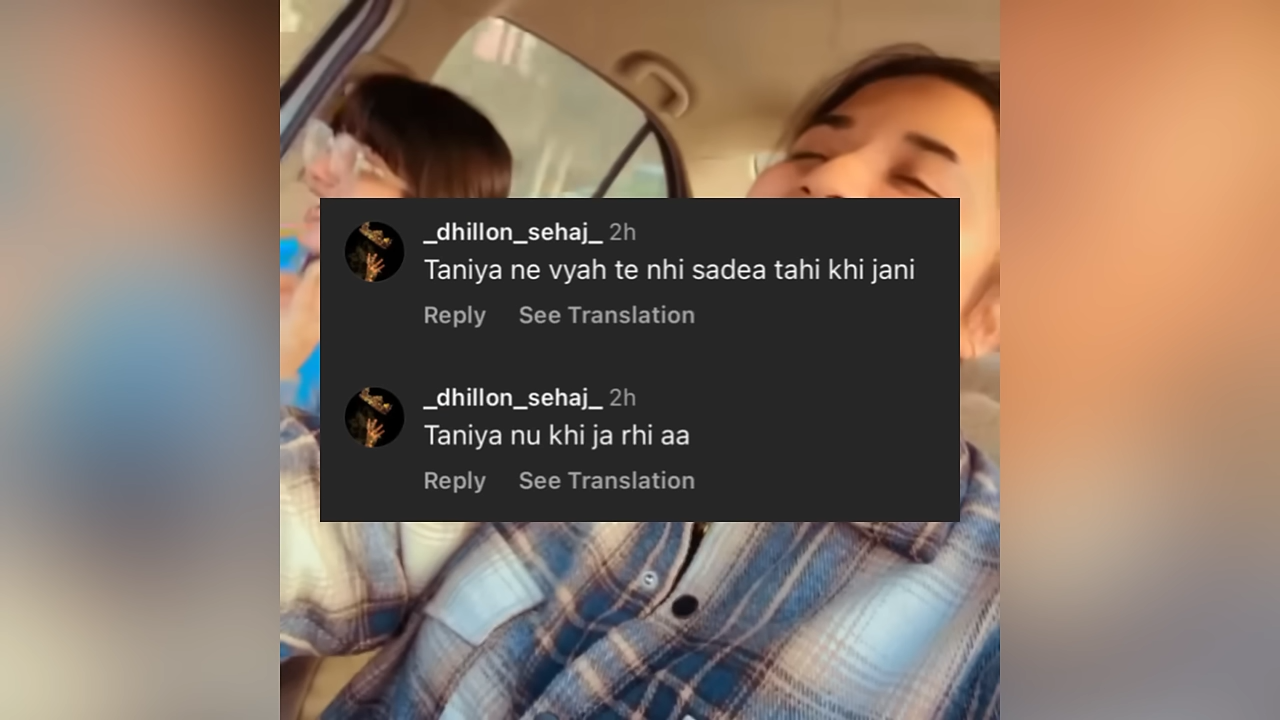 _dhillon_sehaj_ 2h
Taniya ne vyah te nhi sadea tahi khi jani
Reply See Translation
_dhillon_sehaj_ 2h
Taniya nu khi ja rhi aa
Reply See Translation